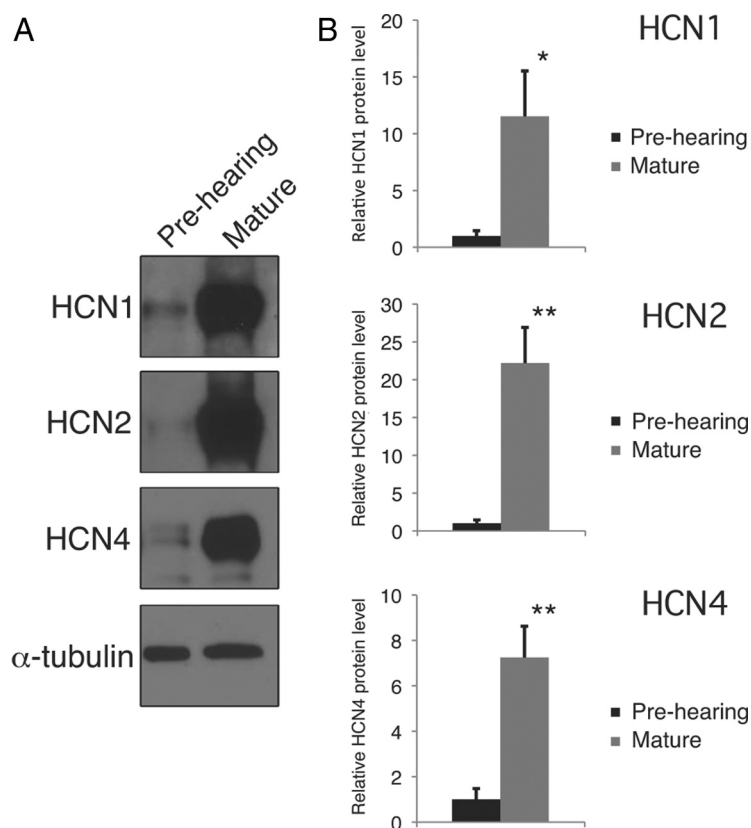 A
Pre-hearing
Mature
HCN1
HCN2
HCN4
α-tubulin
B
HCN1
Relative HCN1 protein level
20
15
10
5
0
*
Pre-hearing
Mature
HCN2
Relative HCN2 protein level
30
25
20
15
10
5
0
**
Pre-hearing
Mature
HCN4
Relative HCN4 protein level
10
8
6
4
2
0
**
Pre-hearing
Mature